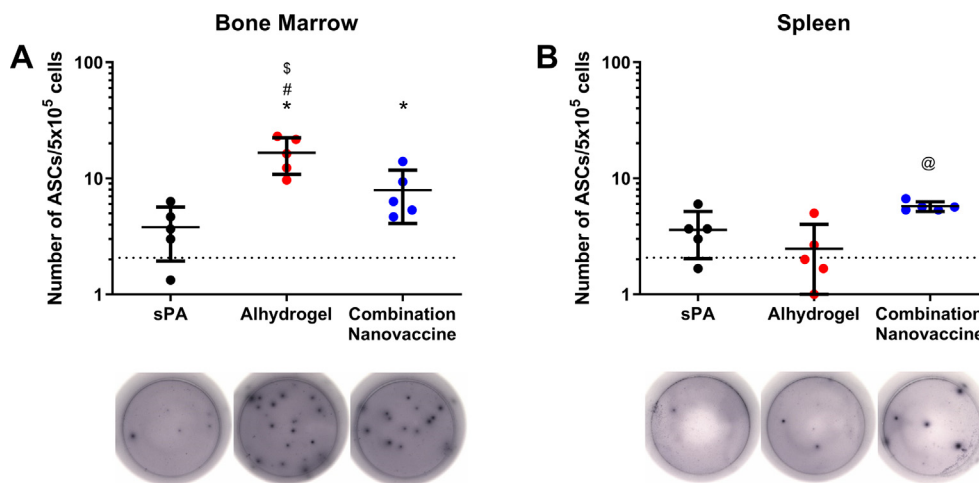 Bone Marrow
A
Number of ASCs/5x10⁵ cells
100
10
1
$
#
*
*
sPA
Alhydrogel
Combination
Nanovaccine
Spleen
B
Number of ASCs/5x10⁵ cells
100
10
1
@
sPA
Alhydrogel
Combination
Nanovaccine